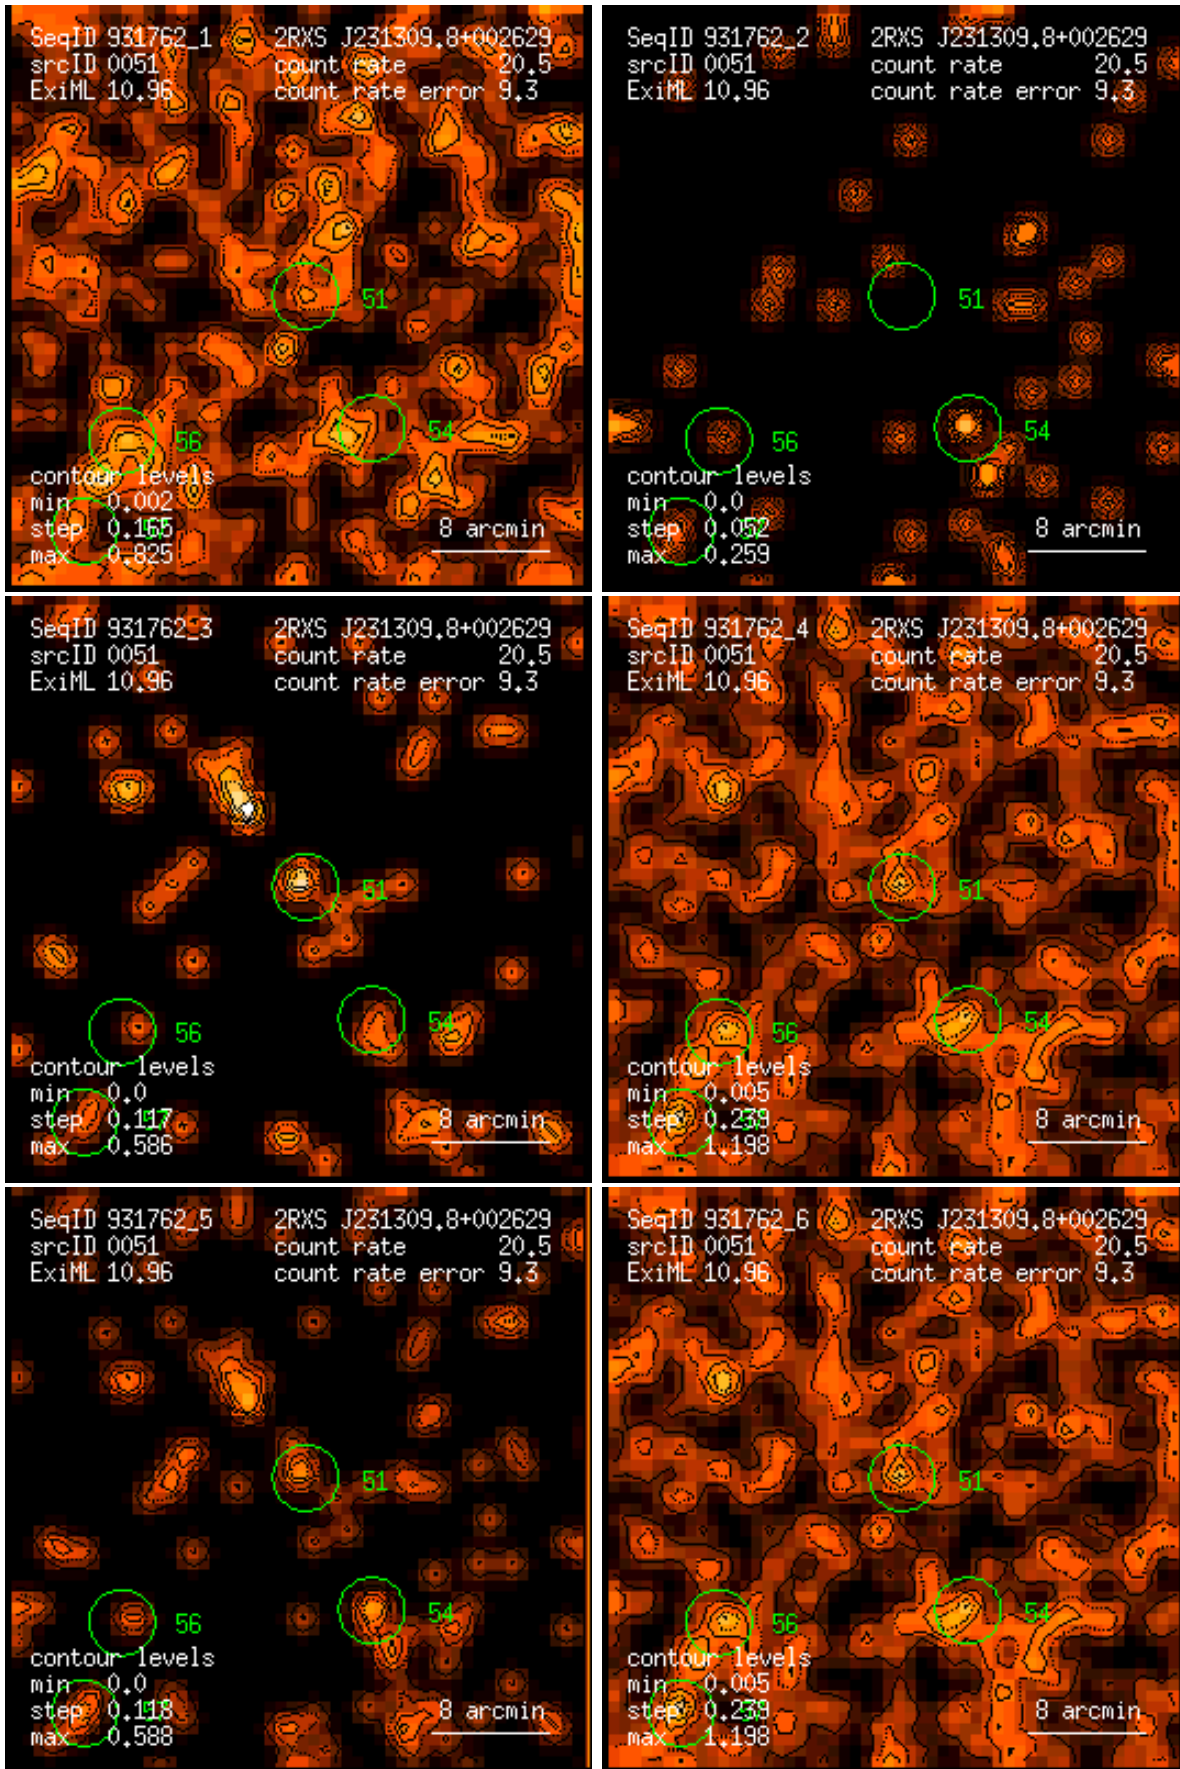 SeqID 931762_1 2RXS J231309.8+002629
srcID 0051 count rate 20.5
ExiML 10.96 count rate error 9.3
51
54
56
contour levels
min 0.002
step 0.165
max 0.825
8 arcmin
SeqID 931762_2 2RXS J231309.8+002629
srcID 0051 count rate 20.5
ExiML 10.96 count rate error 9.3
51
54
56
contour levels
min 0.0
step 0.052
max 0.259
8 arcmin
SeqID 931762_3 2RXS J231309.8+002629
srcID 0051 count rate 20.5
ExiML 10.96 count rate error 9.3
51
54
56
contour levels
min 0.0
step 0.117
max 0.586
8 arcmin
SeqID 931762_4 2RXS J231309.8+002629
srcID 0051 count rate 20.5
ExiML 10.96 count rate error 9.3
51
54
56
contour levels
min 0.005
step 0.239
max 1.198
8 arcmin
SeqID 931762_5 2RXS J231309.8+002629
srcID 0051 count rate 20.5
ExiML 10.96 count rate error 9.3
51
54
56
contour levels
min 0.0
step 0.118
max 0.588
8 arcmin
SeqID 931762_6 2RXS J231309.8+002629
srcID 0051 count rate 20.5
ExiML 10.96 count rate error 9.3
51
54
56
contour levels
min 0.005
step 0.239
max 1.198
8 arcmin